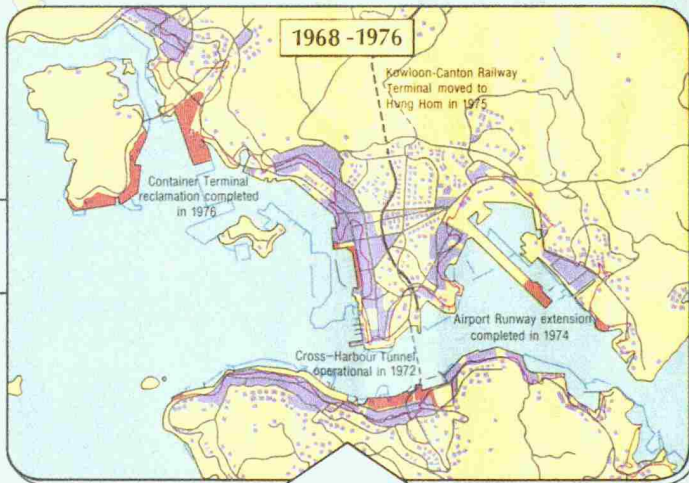 1968 - 1976
Kowloon-Canton Railway
Terminal moved to
Hung Hom in 1975
Container Terminal
reclamation completed
in 1976
Airport Runway extension
completed in 1974
Cross-Harbour Tunnel
operational in 1972